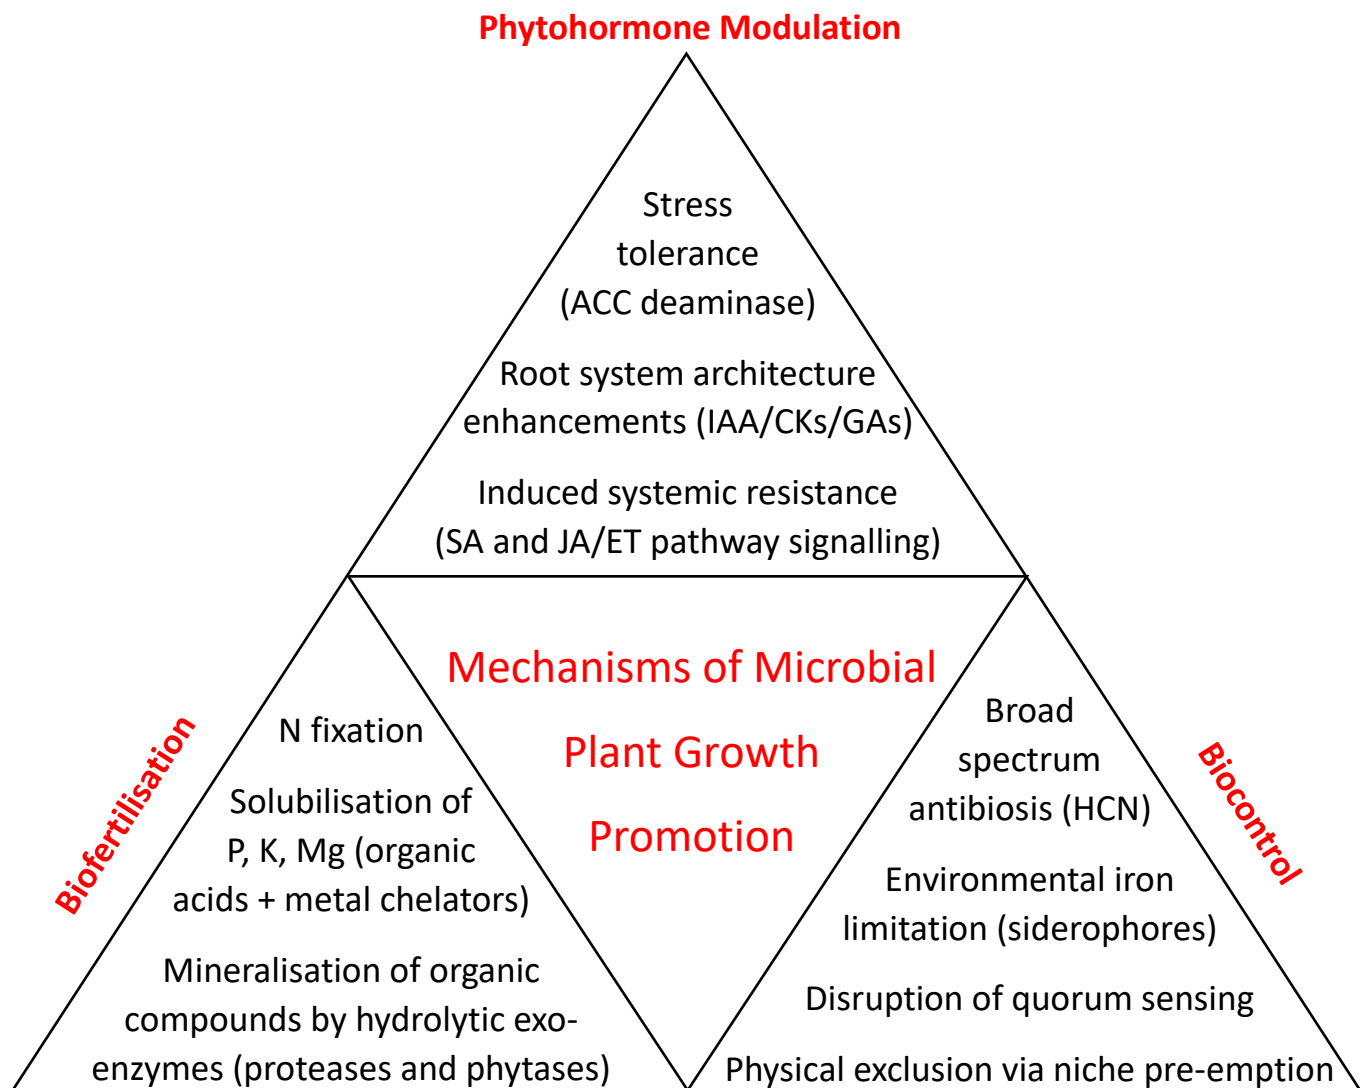 Phytohormone Modulation
Stress
tolerance
(ACC deaminase)
Root system architecture
enhancements (IAA/CKs/GAs)
Induced systemic resistance
(SA and JA/ET pathway signalling)
Mechanisms of Microbial
Plant Growth
Promotion
Biofertilisation
N fixation
Solubilisation of
P, K, Mg (organic
acids + metal chelators)
Mineralisation of organic
compounds by hydrolytic exo-
enzymes (proteases and phytases)
Biocontrol
Broad
spectrum
antibiosis (HCN)
Environmental iron
limitation (siderophores)
Disruption of quorum sensing
Physical exclusion via niche pre-emption